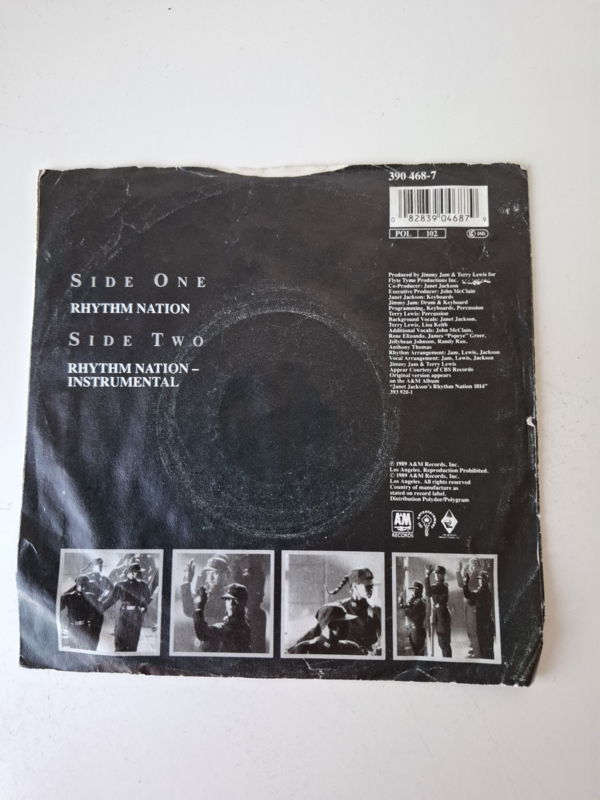 390 468-7
0 82839 04687 9
POL 102
SIDE ONE
RHYTHM NATION
SIDE TWO
RHYTHM NATION –
INSTRUMENTAL
Produced by Jimmy Jam & Terry Lewis for
Flyte Tyme Productions Inc.
Co-Producer: Janet Jackson
Executive Producer: John McClain
Janet Jackson: Keyboards
Jimmy Jam: Drum & Keyboard
Programming, Keyboards, Percussion
Terry Lewis: Percussion
Background Vocals: Janet Jackson,
Terry Lewis, Lisa Keith
Additional Vocals: John McClain,
Rene Elizondo, James "Popeye" Greer,
Jellybean Johnson, Randy Ran,
Anthony Thomas
Rhythm Arrangement: Jam, Lewis, Jackson
Vocal Arrangement: Jam, Lewis, Jackson
Jimmy Jam & Terry Lewis
Appear Courtesy of CBS Records
Original version appears
on the A&M Album
"Janet Jackson's Rhythm Nation 1814"
393 920-1
℗ 1989 A&M Records, Inc.
Los Angeles. Reproduction Prohibited.
© 1989 A&M Records, Inc.
Los Angeles. All rights reserved
Country of manufacture as
stated on record label.
Distribution Polydor/Polygram
A&M
RECORDS